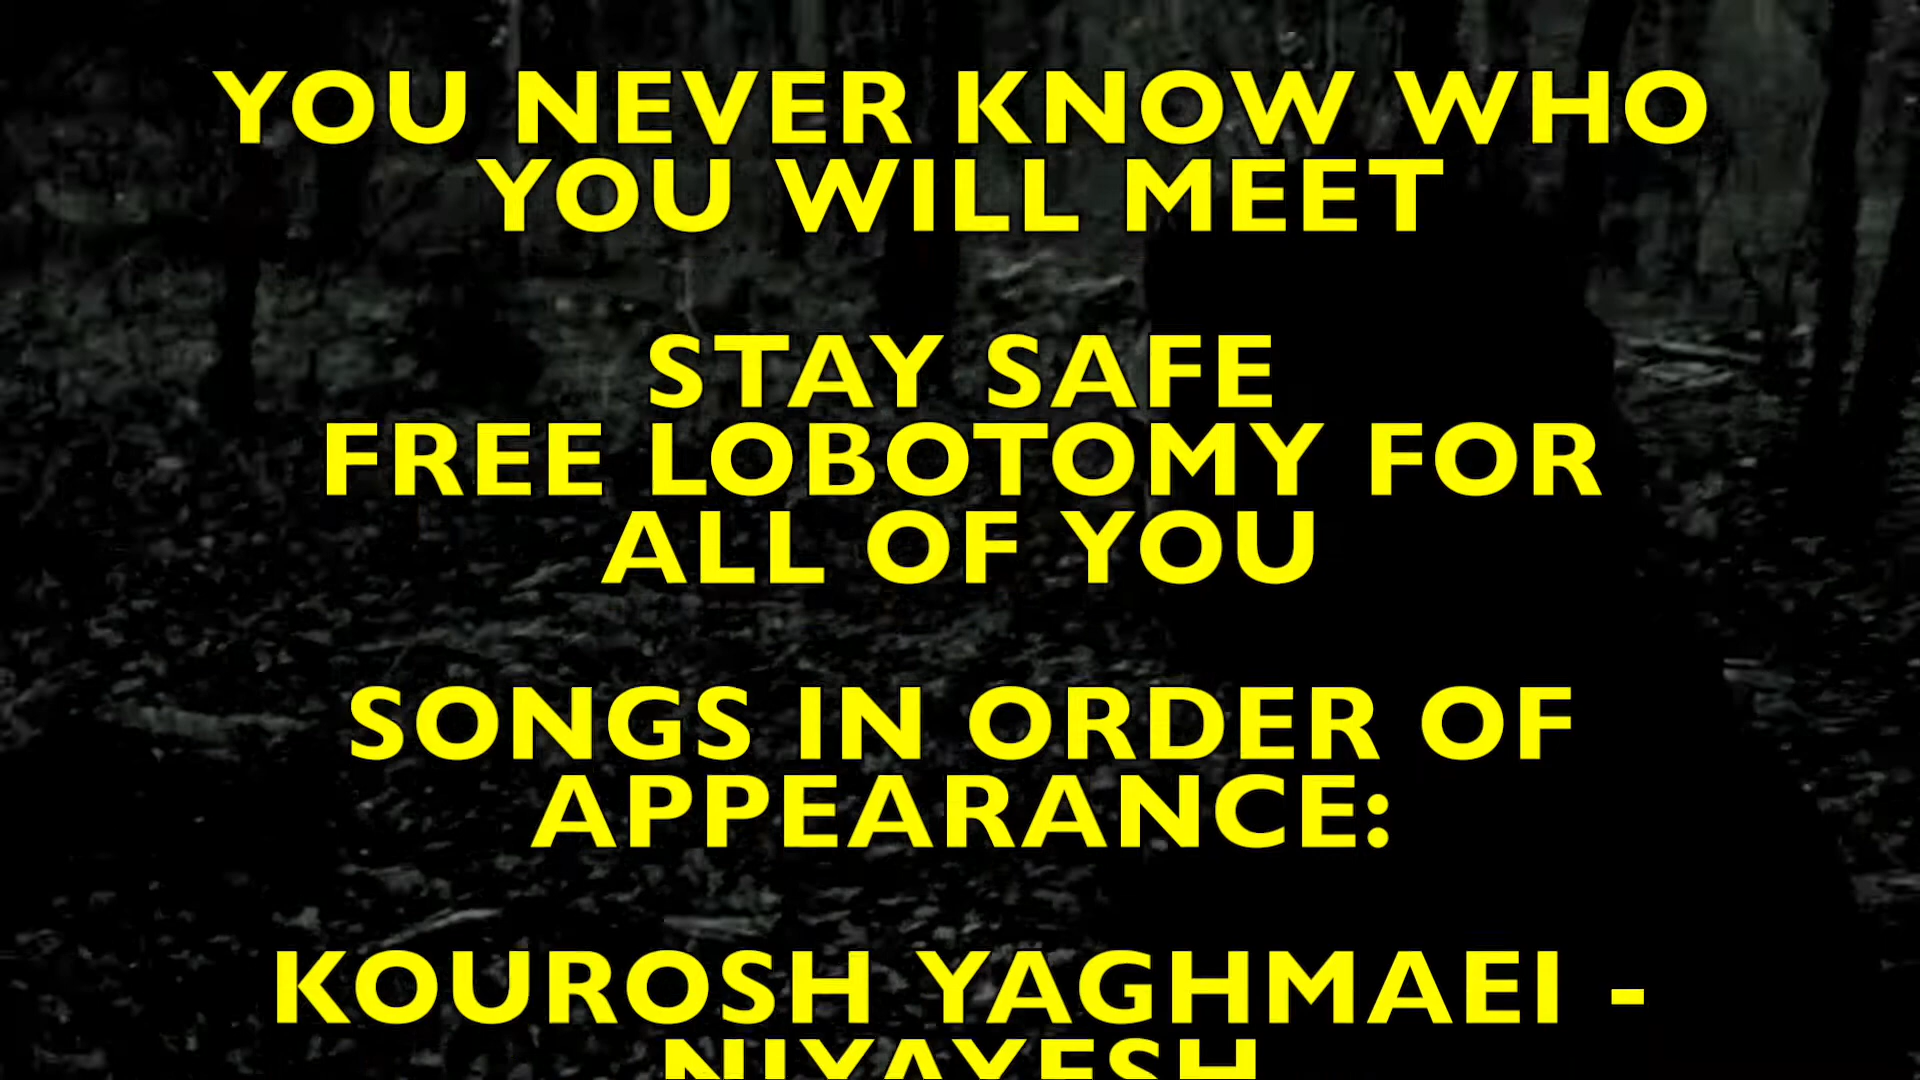 YOU NEVER KNOW WHO
YOU WILL MEET
STAY SAFE
FREE LOBOTOMY FOR
ALL OF YOU
SONGS IN ORDER OF
APPEARANCE:
KOUROSH YAGHMAEI -
NIYAYESH